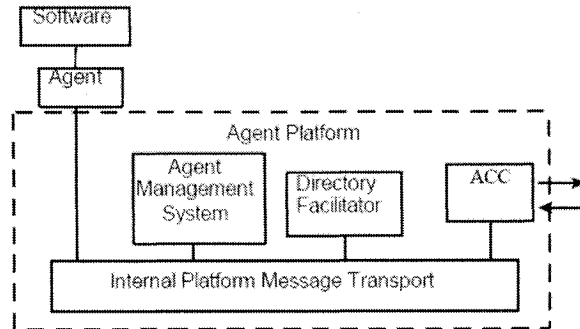 Software
Agent
Agent Platform
Agent
Management
System
Directory
Facilitator
ACC
Internal Platform Message Transport